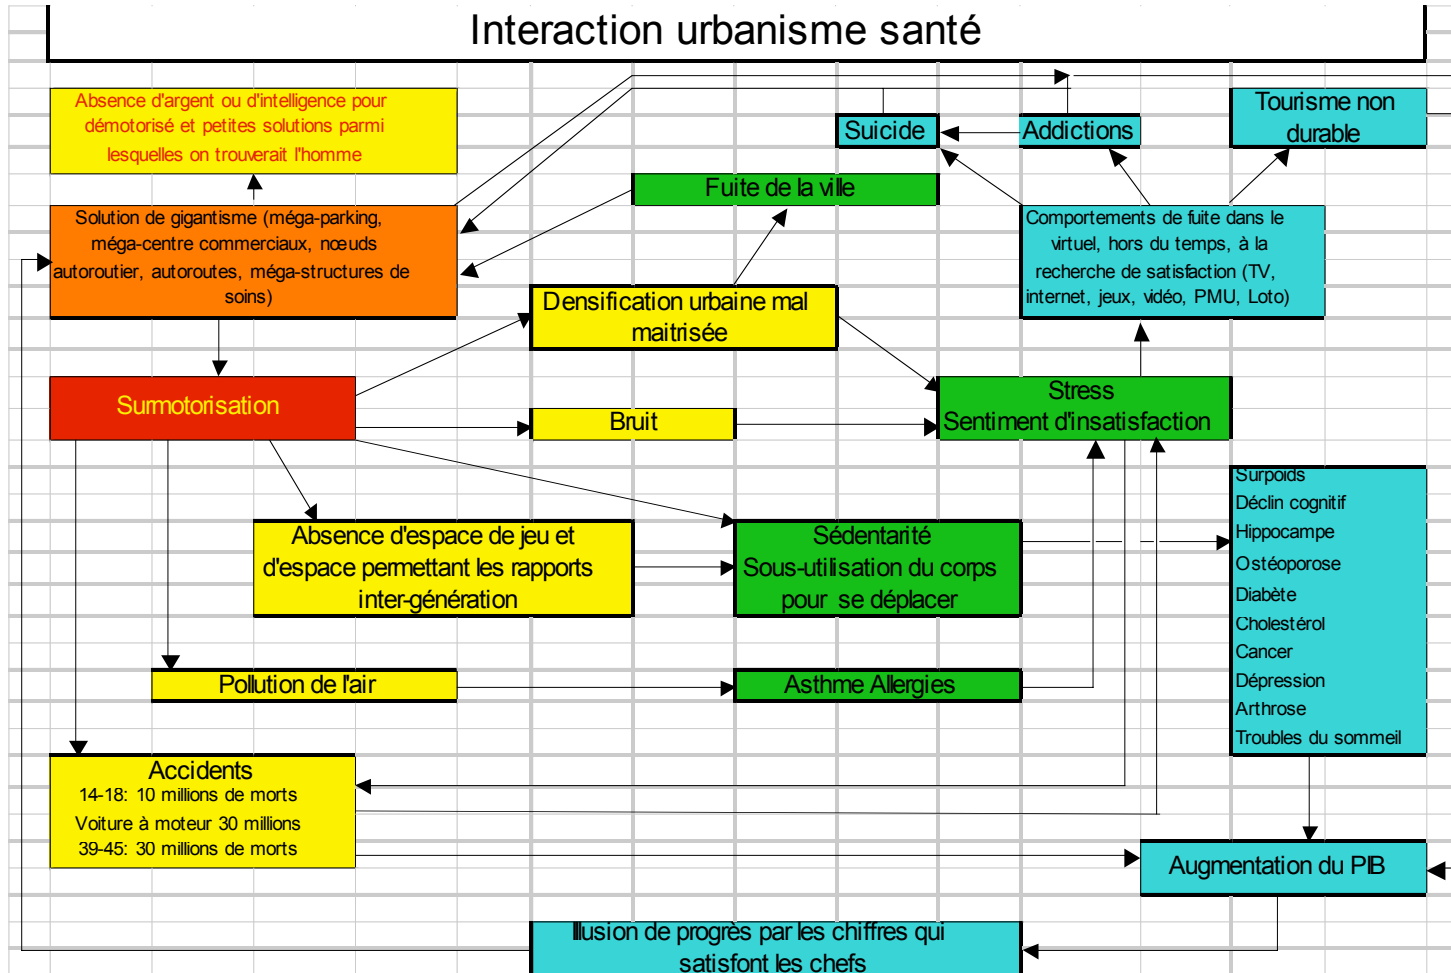 Interaction urbanisme santé
Absence d'argent ou d'intelligence pour
démotorisé et petites solutions parmi
lesquelles on trouverait l'homme
Suicide
Addictions
Tourisme non
durable
Fuite de la ville
Solution de gigantisme (méga-parking,
méga-centre commerciaux, nœuds
autoroutier, autoroutes, méga-structures de
soins)
Comportements de fuite dans le
virtuel, hors du temps, à la
recherche de satisfaction (TV,
internet, jeux, vidéo, PMU, Loto)
Densification urbaine mal
maitrisée
Surmotorisation
Bruit
Stress
Sentiment d'insatisfaction
Absence d'espace de jeu et
d'espace permettant les rapports
inter-génération
Sédentarité
Sous-utilisation du corps
pour se déplacer
Surpoids
Déclin cognitif
Hippocampe
Ostéoporose
Diabète
Cholestérol
Cancer
Dépression
Arthrose
Troubles du sommeil
Pollution de l'air
Asthme Allergies
Accidents
14-18: 10 millions de morts
Voiture à moteur 30 millions
39-45: 30 millions de morts
Augmentation du PIB
Illusion de progrès par les chiffres qui
satisfont les chefs